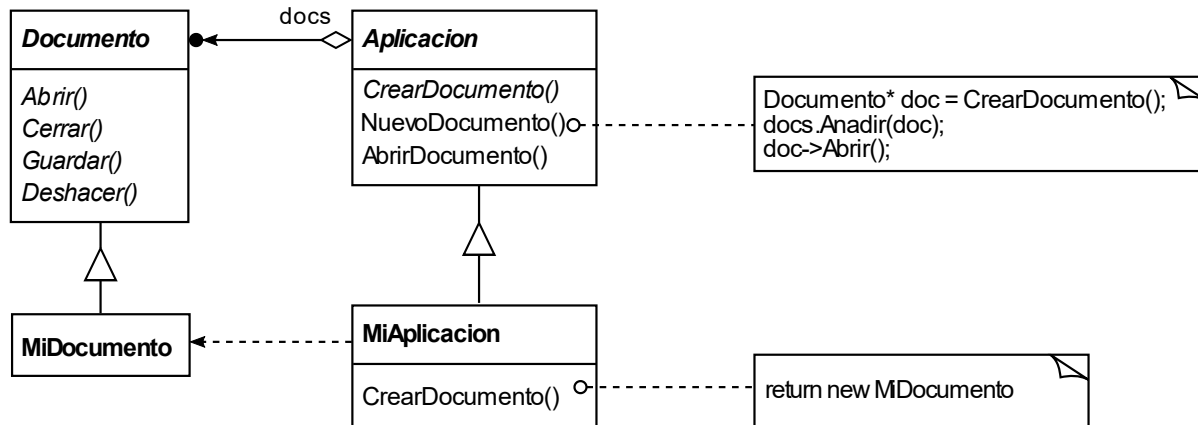 docs
Documento
Abrir()
Cerrar()
Guardar()
Deshacer()
Aplicacion
CrearDocumento()
NuevoDocumento()
AbrirDocumento()
Documento* doc = CrearDocumento();
docs.Anadir(doc);
doc->Abrir();
MiDocumento
MiAplicacion
CrearDocumento()
return new MiDocumento